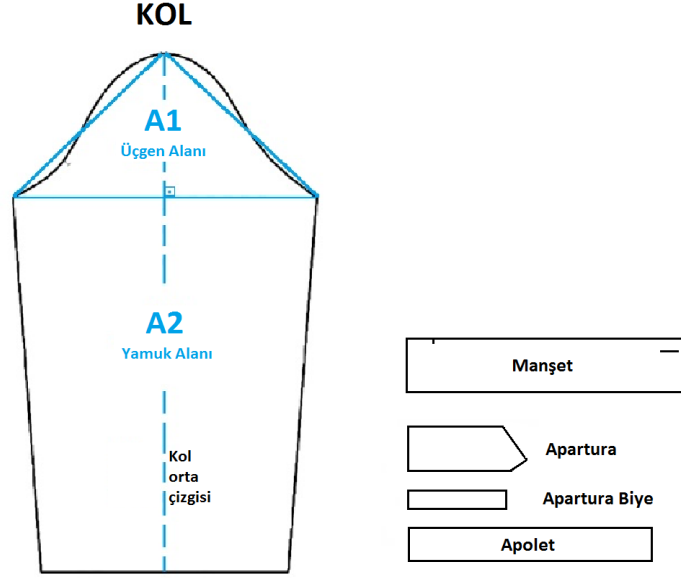 KOL
A1
Üçgen Alanı
A2
Yamuk Alanı
Kol
orta
çizgisi
Manşet
Apartura
Apartura Biye
Apolet